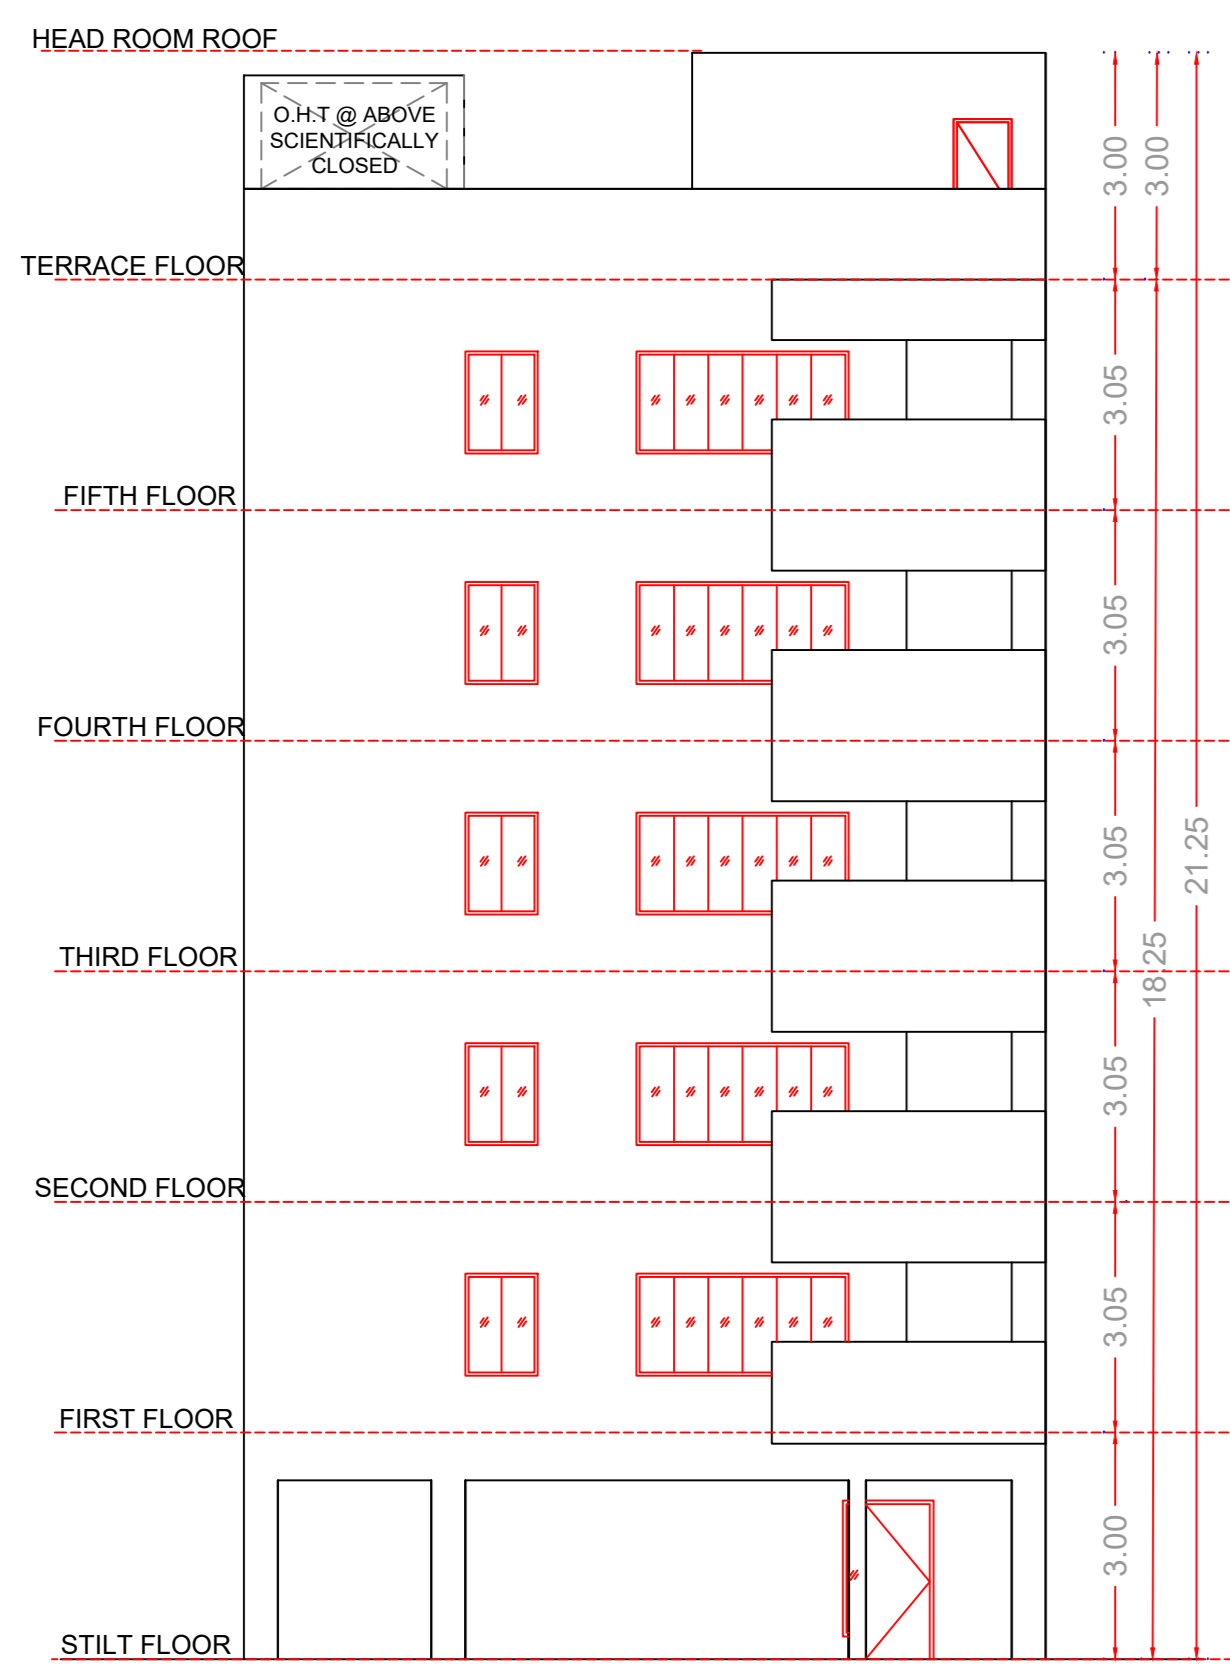 HEAD ROOM ROOF
O.H.T @ ABOVE
SCIENTIFICALLY
CLOSED
3.00
3.00
TERRACE FLOOR
3.05
FIFTH FLOOR
3.05
FOURTH FLOOR
3.05
21.25
THIRD FLOOR
18.25
3.05
SECOND FLOOR
3.05
FIRST FLOOR
3.00
STILT FLOOR